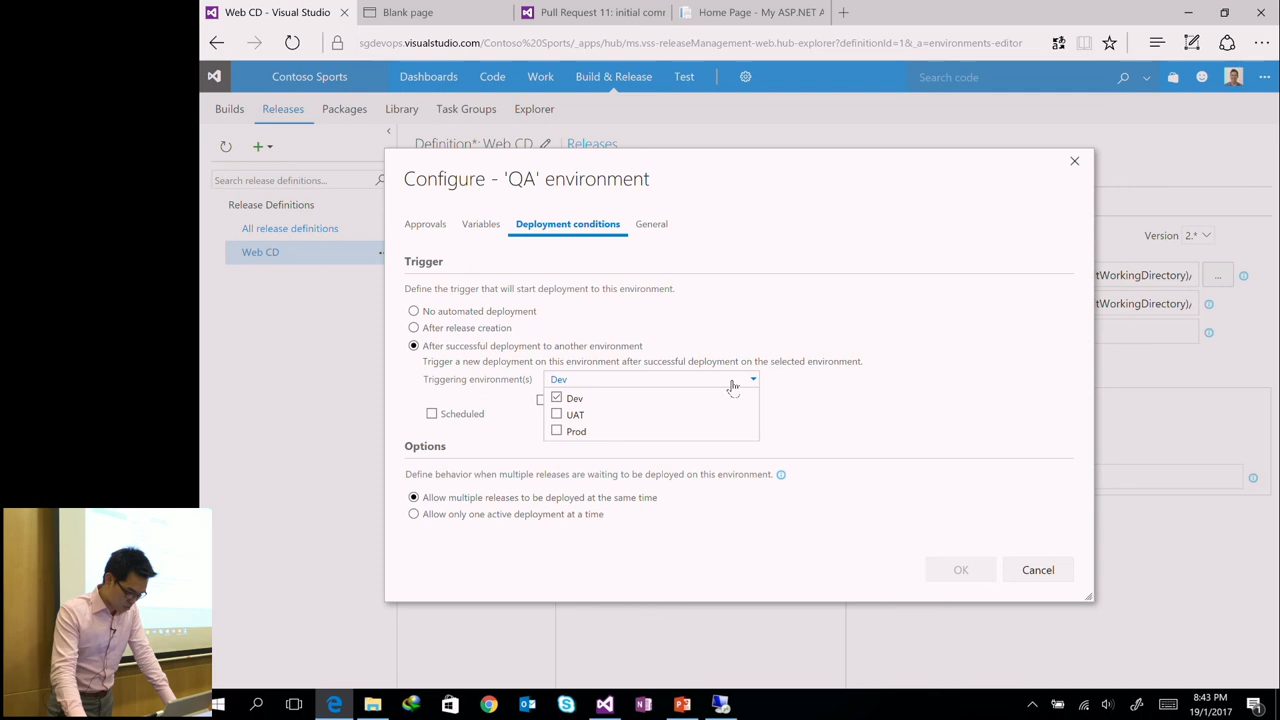 Web CD - Visual Studio
Blank page
Pull Request 11: initial comm
Home Page - My ASP.NET A
sgdevops.visualstudio.com/Contoso%20Sports/_apps/hub/ms.vss-releaseManagement-web.hub-explorer?definitionId=1&_a=environments-editor
Contoso Sports
Dashboards
Code
Work
Build & Release
Test
Search code
Builds
Releases
Packages
Library
Task Groups
Explorer
Definition*: Web CD | Releases
Search release definitions...
Release Definitions
All release definitions
Web CD
Configure - 'QA' environment
Approvals
Variables
Deployment conditions
General
Version 2.*
Trigger
Define the trigger that will start deployment to this environment.
tWorkingDirectory)/
...
No automated deployment
tWorkingDirectory)/
After release creation
After successful deployment to another environment
Trigger a new deployment on this environment after successful deployment on the selected environment.
Triggering environment(s)
Dev
Dev
Scheduled
UAT
Prod
Options
Define behavior when multiple releases are waiting to be deployed on this environment.
Allow multiple releases to be deployed at the same time
Allow only one active deployment at a time
OK
Cancel
8:43 PM
19/1/2017